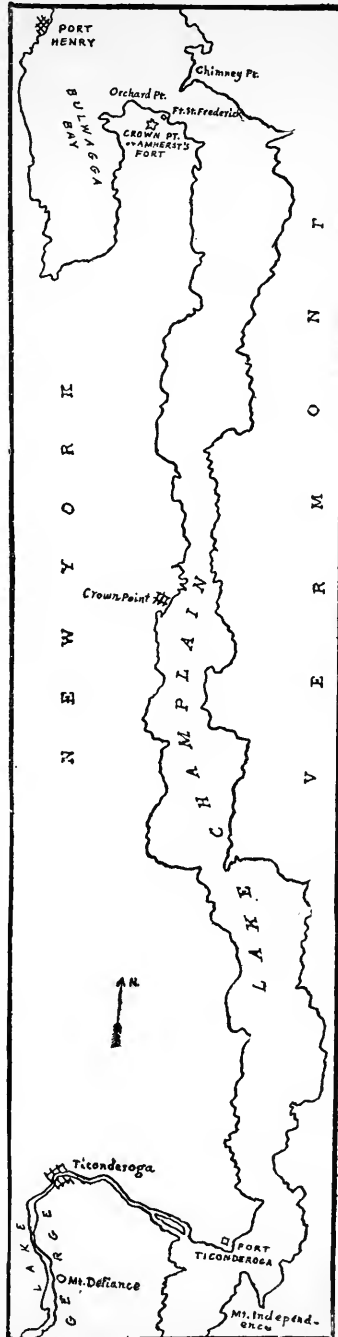 PORT
HENRY
Chimney Pt.
Orchard Pt.
Ft. St. Frederick
BULWAGGA
BAY
CROWN PT.
or AMHERST'S
FORT
NEW YORK
VERMONT
Crown Point
LAKE CHAMPLAIN
N.
Ticonderoga
LAKE
GEORGE
Mt. Defiance
FORT
TICONDEROGA
Mt. Independ-
ence